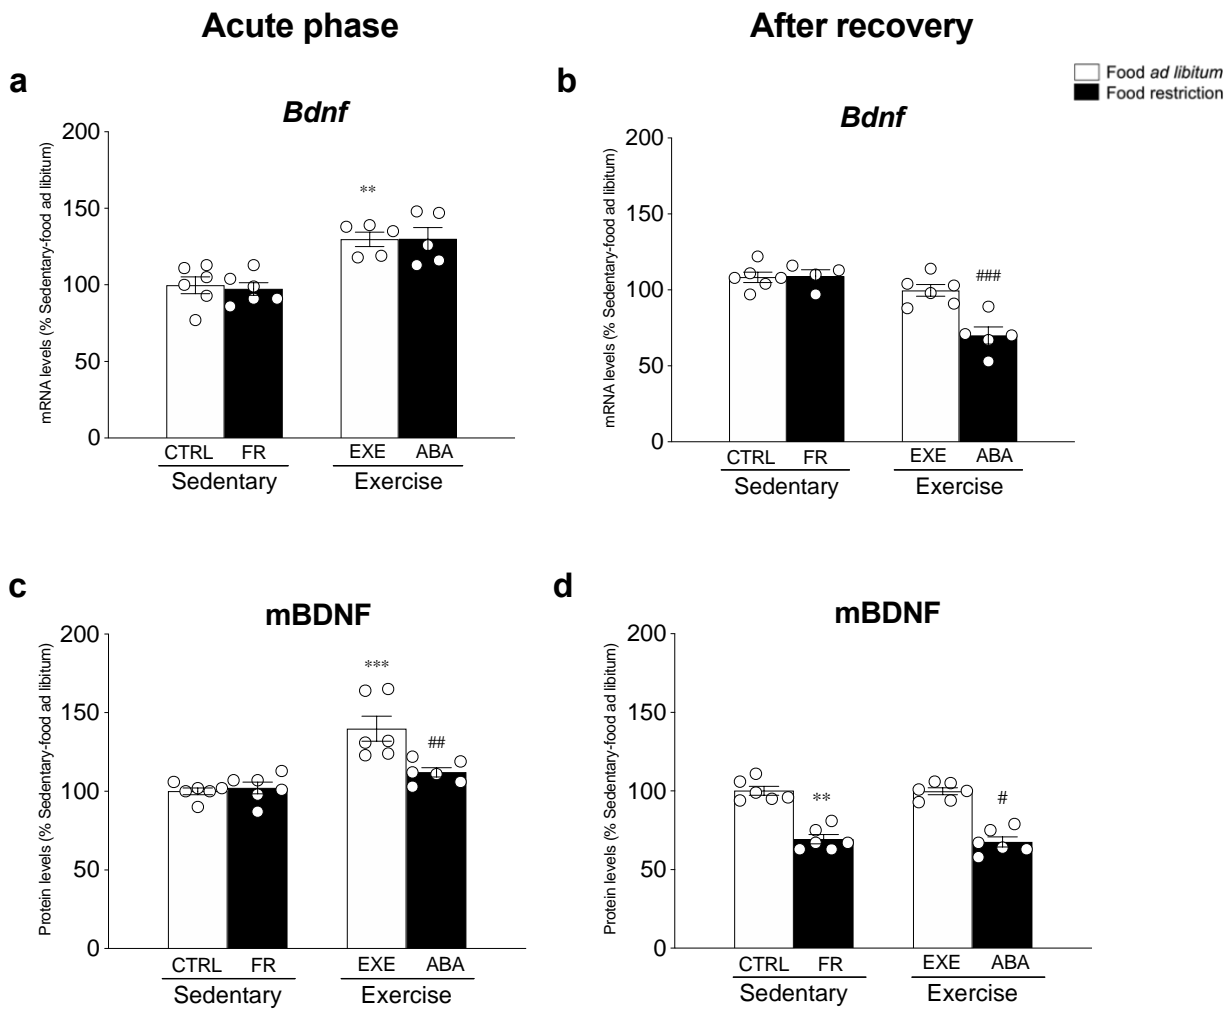 Acute phase
After recovery
Food ad libitum
Food restriction
a
Bdnf
mRNA levels (% Sedentary-food ad libitum)
200
150
100
50
0
**
CTRL FR EXE ABA
Sedentary Exercise
b
Bdnf
mRNA levels (% Sedentary-food ad libitum)
200
150
100
50
0
###
CTRL FR EXE ABA
Sedentary Exercise
c
mBDNF
Protein levels (% Sedentary-food ad libitum)
200
150
100
50
0
***
##
CTRL FR EXE ABA
Sedentary Exercise
d
mBDNF
Protein levels (% Sedentary-food ad libitum)
200
150
100
50
0
**
#
CTRL FR EXE ABA
Sedentary Exercise